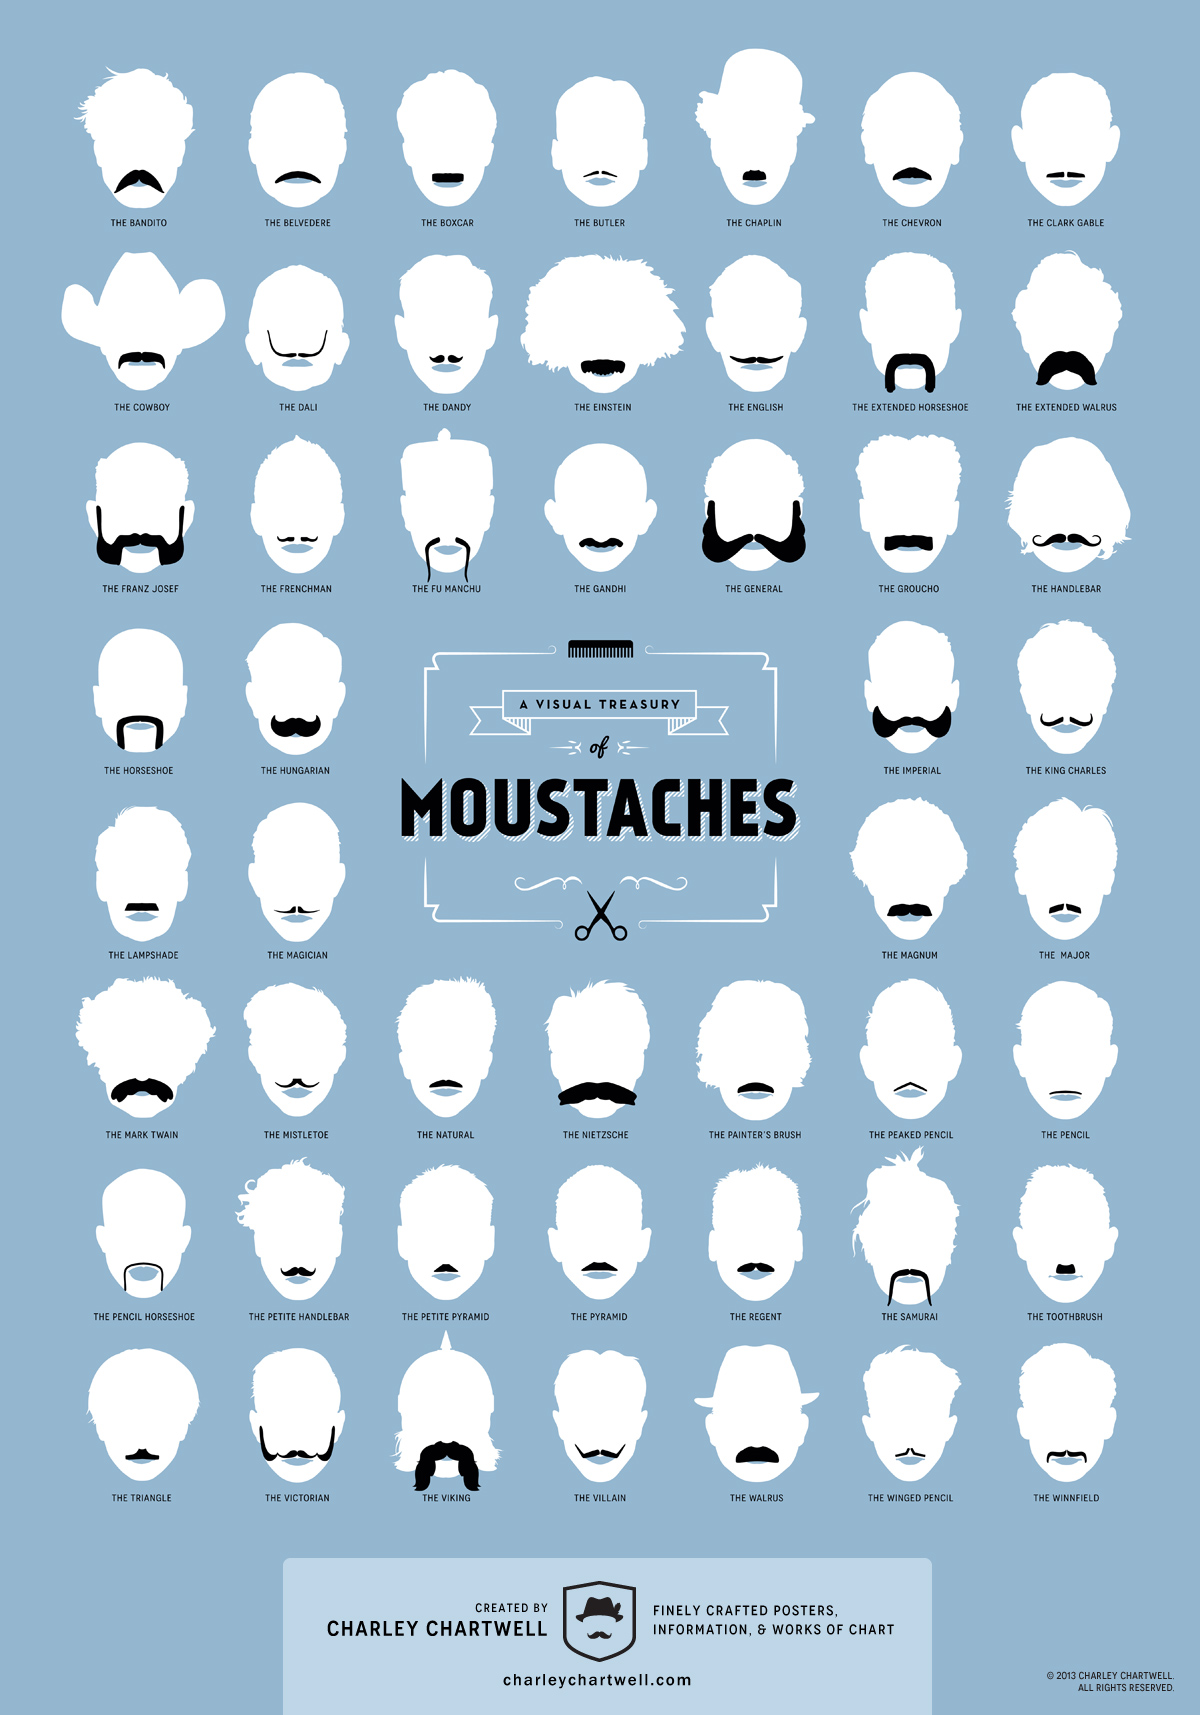 THE BANDITO
THE BELVEDERE
THE BOXCAR
THE BUTLER
THE CHAPLIN
THE CHEVRON
THE CLARK GABLE
THE COWBOY
THE DALI
THE DANDY
THE EINSTEIN
THE ENGLISH
THE EXTENDED HORSESHOE
THE EXTENDED WALRUS
THE FRANZ JOSEF
THE FRENCHMAN
THE FU MANCHU
THE GANDHI
THE GENERAL
THE GROUCHO
THE HANDLEBAR
THE HORSESHOE
THE HUNGARIAN
A VISUAL TREASURY
of
MOUSTACHES
THE IMPERIAL
THE KING CHARLES
THE LAMPSHADE
THE MAGICIAN
THE MAGNUM
THE MAJOR
THE MARK TWAIN
THE MISTLETOE
THE NATURAL
THE NIETZSCHE
THE PAINTER'S BRUSH
THE PEAKED PENCIL
THE PENCIL
THE PENCIL HORSESHOE
THE PETITE HANDLEBAR
THE PETITE PYRAMID
THE PYRAMID
THE REGENT
THE SAMURAI
THE TOOTHBRUSH
THE TRIANGLE
THE VICTORIAN
THE VIKING
THE VILLAIN
THE WALRUS
THE WINGED PENCIL
THE WINNFIELD
CREATED BY
CHARLEY CHARTWELL
FINELY CRAFTED POSTERS,
INFORMATION, & WORKS OF CHART
charleychartwell.com
© 2013 CHARLEY CHARTWELL.
ALL RIGHTS RESERVED.